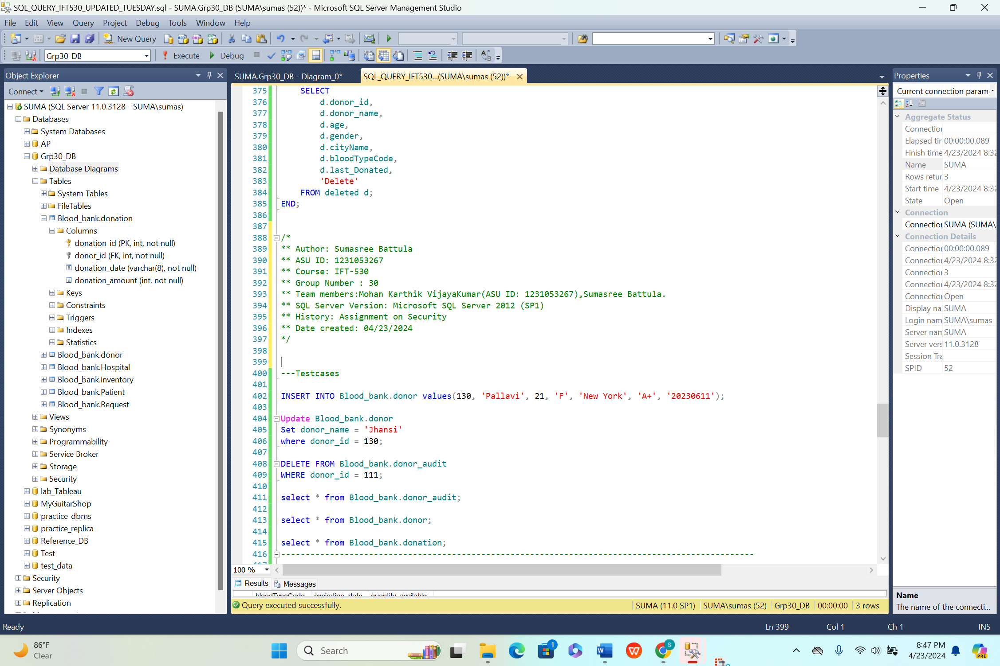 SQL_QUERY_IFT530_UPDATED_TUESDAY.sql - SUMA.Grp30_DB (SUMA\sumas (52))* - Microsoft SQL Server Management Studio
File Edit View Query Project Debug Tools Window Help
New Query
Grp30_DB
Execute
Debug
Object Explorer
Connect
SUMA (SQL Server 11.0.3128 - SUMA\sumas)
Databases
System Databases
AP
Grp30_DB
Database Diagrams
Tables
System Tables
FileTables
Blood_bank.donation
Columns
donation_id (PK, int, not null)
donor_id (FK, int, not null)
donation_date (varchar(8), not null)
donation_amount (int, not null)
Keys
Constraints
Triggers
Indexes
Statistics
Blood_bank.donor
Blood_bank.Hospital
Blood_bank.inventory
Blood_bank.Patient
Blood_bank.Request
Views
Synonyms
Programmability
Service Broker
Storage
Security
lab_Tableau
MyGuitarShop
practice_dbms
practice_replica
Reference_DB
Test
test_data
Security
Server Objects
Replication
SUMA.Grp30_DB - Diagram_0*
SQL_QUERY_IFT530...(SUMA\sumas (52))*
375 SELECT
376 d.donor_id,
377 d.donor_name,
378 d.age,
379 d.gender,
380 d.cityName,
381 d.bloodTypeCode,
382 d.last_Donated,
383 'Delete'
384 FROM deleted d;
385 END;
386
387
388 /*
389 ** Author: Sumasree Battula
390 ** ASU ID: 1231053267
391 ** Course: IFT-530
392 ** Group Number : 30
393 ** Team members:Mohan Karthik VijayaKumar(ASU ID: 1231053267),Sumasree Battula.
394 ** SQL Server Version: Microsoft SQL Server 2012 (SP1)
395 ** History: Assignment on Security
396 ** Date created: 04/23/2024
397 */
398
399
400 ---Testcases
401
402 INSERT INTO Blood_bank.donor values(130, 'Pallavi', 21, 'F', 'New York', 'A+', '20230611');
403
404 Update Blood_bank.donor
405 Set donor_name = 'Jhansi'
406 where donor_id = 130;
407
408 DELETE FROM Blood_bank.donor_audit
409 WHERE donor_id = 111;
410
411 select * from Blood_bank.donor_audit;
412
413 select * from Blood_bank.donor;
414
415 select * from Blood_bank.donation;
416 -------------------------------------------------------------------------------------------------
100 %
Results Messages
bloodTypeCode expiration_date quantity_available
Query executed successfully. SUMA (11.0 SP1) SUMA\sumas (52) Grp30_DB 00:00:00 3 rows
Properties
Current connection param
Aggregate Status
Connection
Elapsed tir 00:00:00.089
Finish time 4/23/2024 8:32
Name SUMA
Rows retur 3
Start time 4/23/2024 8:32
State Open
Connection
Connection SUMA (SUMA\
Connection Details
Connection 00:00:00.089
Connection 4/23/2024 8:32
Connection 3
Connection 4/23/2024 8:32
Connection Open
Display na SUMA
Login nam SUMA\sumas
Server nam SUMA
Server vers 11.0.3128
Session Tra
SPID 52
Name
The name of the connecti...
Ready Ln 399 Col 1 Ch 1 INS
86°F
Clear
Search
1
S
W
PRE
8:47 PM
4/23/2024